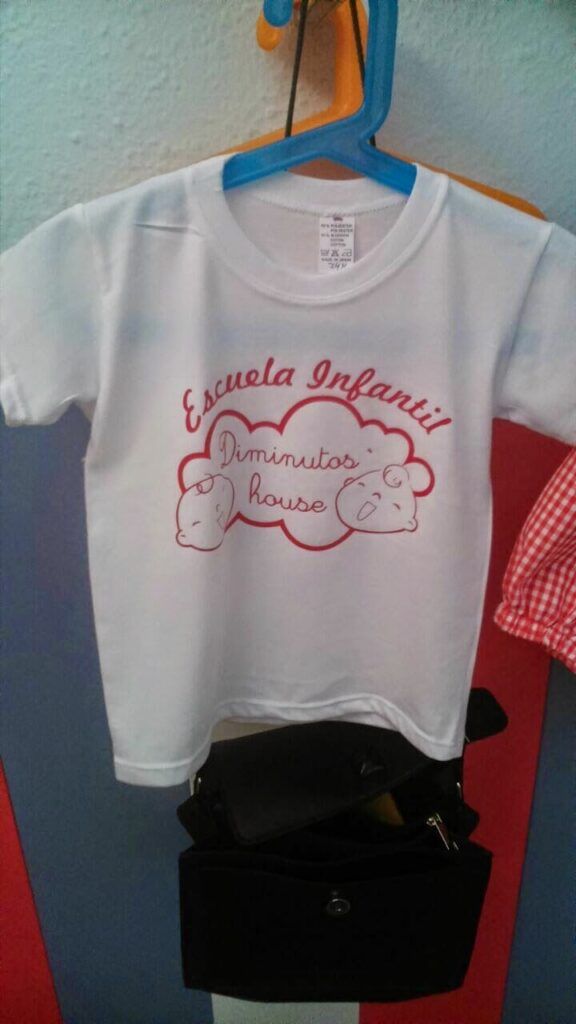 Escuela Infantil
Diminutos
house